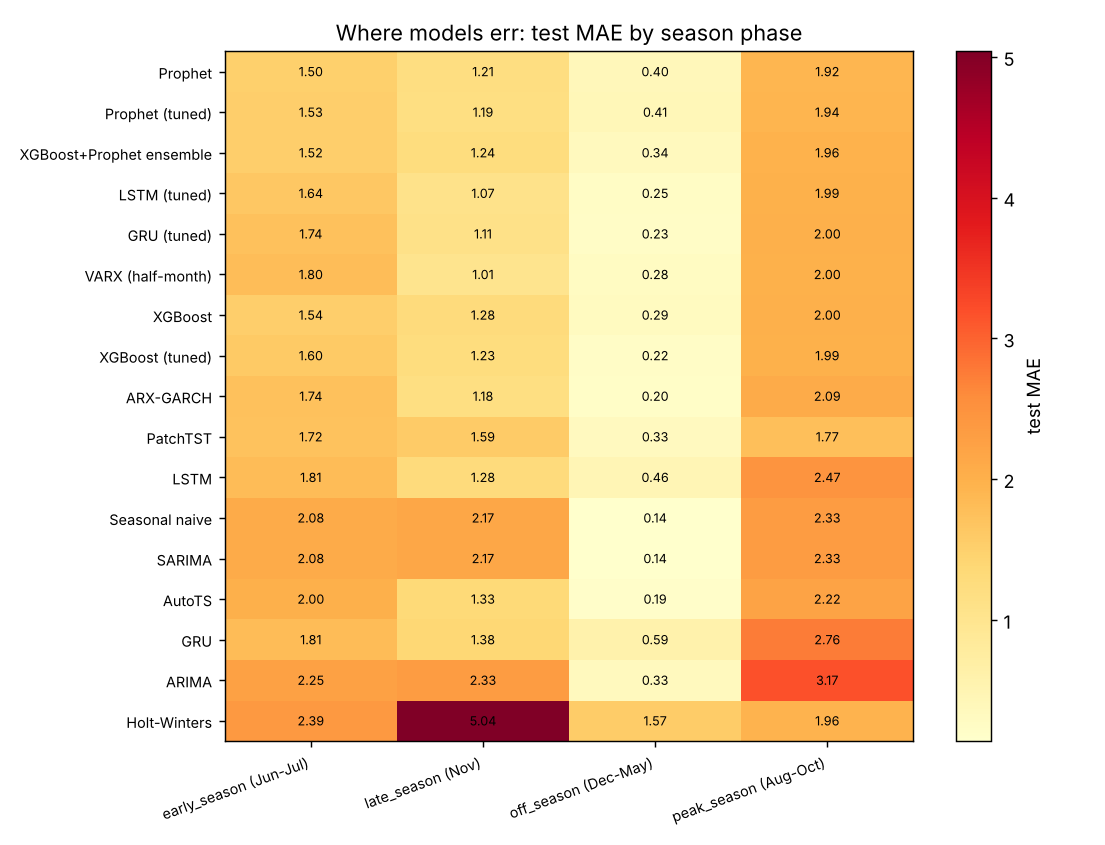 Where models err: test MAE by season phase
Prophet 1.50 1.21 0.40 1.92
Prophet (tuned) 1.53 1.19 0.41 1.94
XGBoost+Prophet ensemble 1.52 1.24 0.34 1.96
LSTM (tuned) 1.64 1.07 0.25 1.99
GRU (tuned) 1.74 1.11 0.23 2.00
VARX (half-month) 1.80 1.01 0.28 2.00
XGBoost 1.54 1.28 0.29 2.00
XGBoost (tuned) 1.60 1.23 0.22 1.99
ARX-GARCH 1.74 1.18 0.20 2.09
PatchTST 1.72 1.59 0.33 1.77
LSTM 1.81 1.28 0.46 2.47
Seasonal naive 2.08 2.17 0.14 2.33
SARIMA 2.08 2.17 0.14 2.33
AutoTS 2.00 1.33 0.19 2.22
GRU 1.81 1.38 0.59 2.76
ARIMA 2.25 2.33 0.33 3.17
Holt-Winters 2.39 5.04 1.57 1.96
early_season (Jun-Jul)
late_season (Nov)
off_season (Dec-May)
peak_season (Aug-Oct)
5
4
3
2
1
test MAE